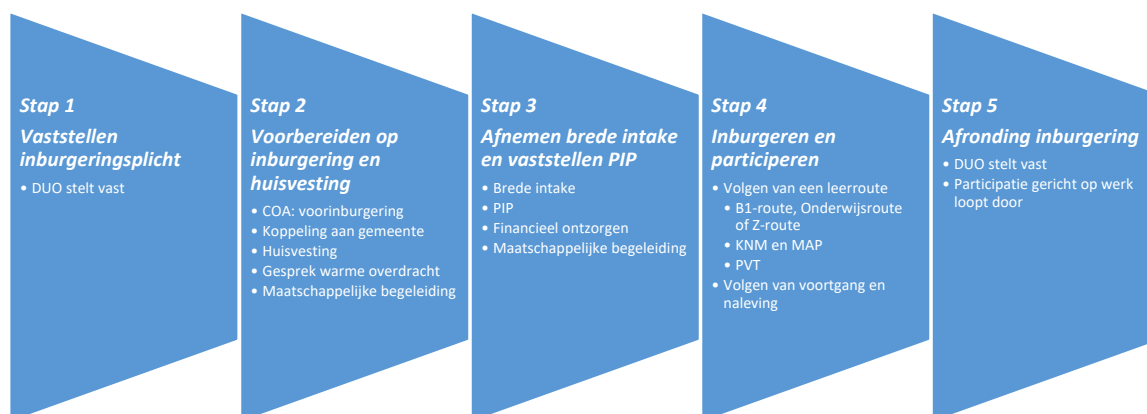 Stap 1
Vaststellen
inburgeringsplicht
• DUO stelt vast
Stap 2
Voorbereiden op
inburgering en
huisvesting
• COA: voorinburgering
• Koppeling aan gemeente
• Huisvesting
• Gesprek warme overdracht
• Maatschappelijke begeleiding
Stap 3
Afnemen brede intake
en vaststellen PIP
• Brede intake
• PIP
• Financieel ontzorgen
• Maatschappelijke begeleiding
Stap 4
Inburgeren en
participeren
• Volgen van een leerroute
• B1-route, Onderwijsroute
of Z-route
• KNM en MAP
• PVT
• Volgen van voortgang en
naleving
Stap 5
Afronding inburgering
• DUO stelt vast
• Participatie gericht op werk
loopt door